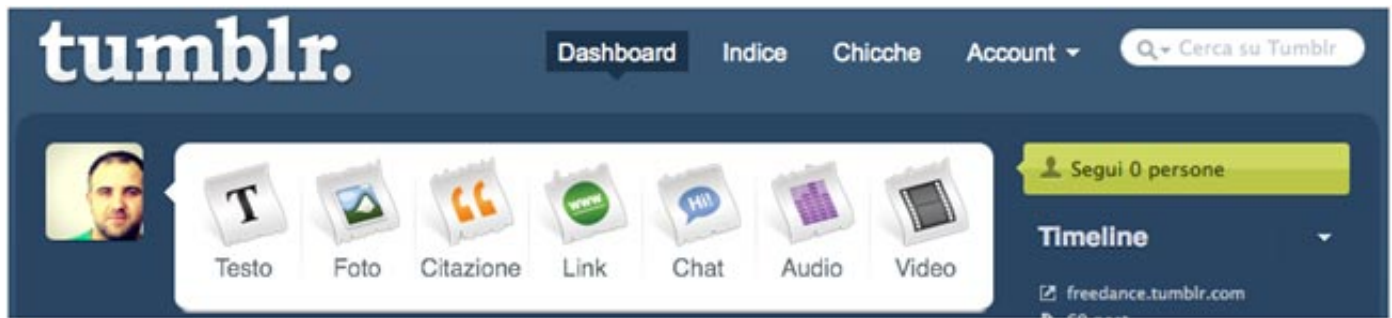 tumblr.
Dashboard Indice Chicche Account
Cerca su Tumblr
T
www
Hi!
Testo Foto Citazione Link Chat Audio Video
Segui 0 persone
Timeline
freedance.tumblr.com